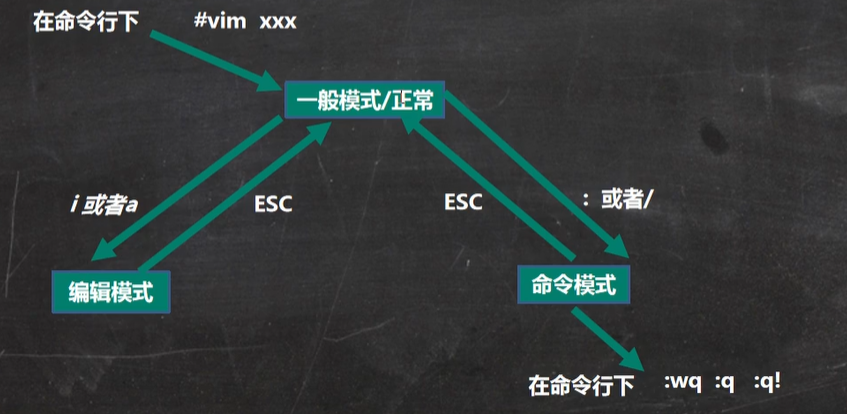 在命令行下 #vim xxx
一般模式/正常
i 或者a
ESC
ESC
: 或者/
编辑模式
命令模式
在命令行下 :wq :q :q!